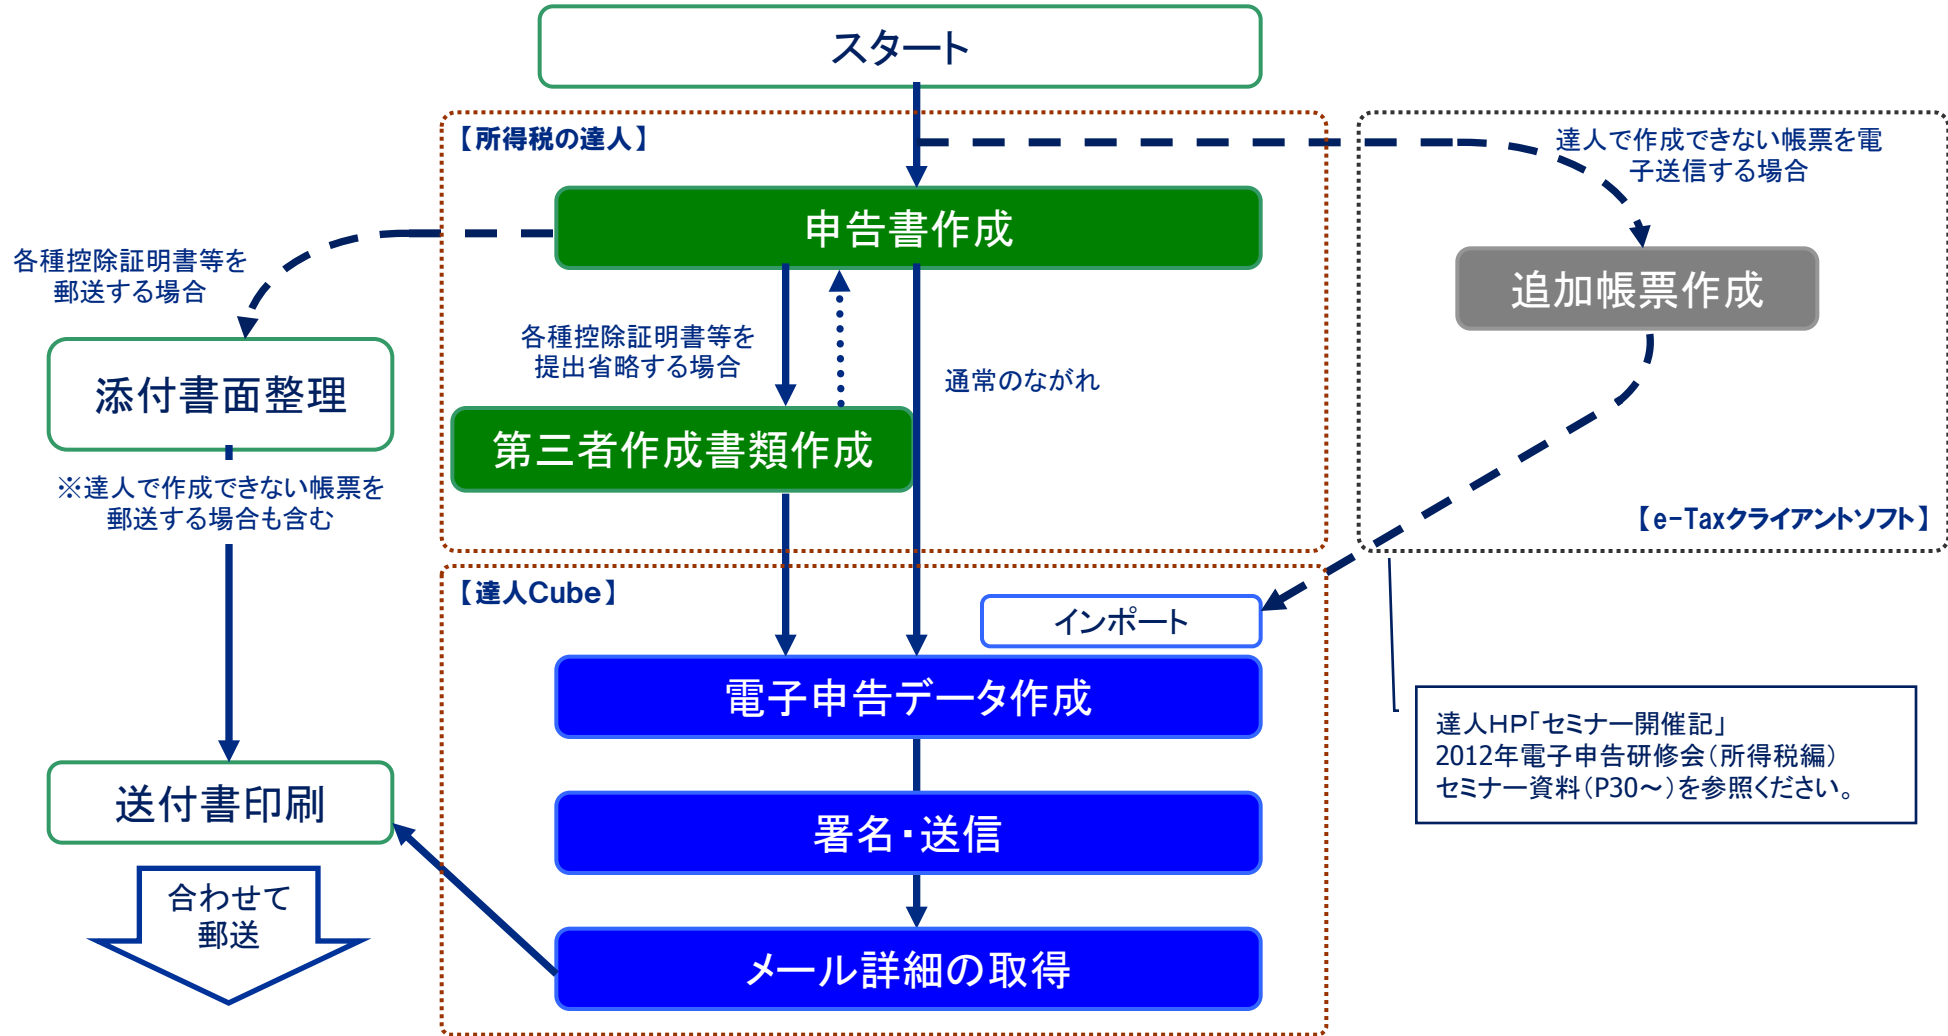 スタート
【所得税の達人】
達人で作成できない帳票を電
子送信する場合
申告書作成
各種控除証明書等を
郵送する場合
追加帳票作成
各種控除証明書等を
提出省略する場合
通常のながれ
添付書面整理
第三者作成書類作成
※達人で作成できない帳票を
郵送する場合も含む
【e-Taxクライアントソフト】
【達人Cube】
インポート
電子申告データ作成
達人HP「セミナー開催記」
2012年電子申告研修会(所得税編)
セミナー資料(P30～)を参照ください。
送付書印刷
署名・送信
合わせて
郵送
メール詳細の取得